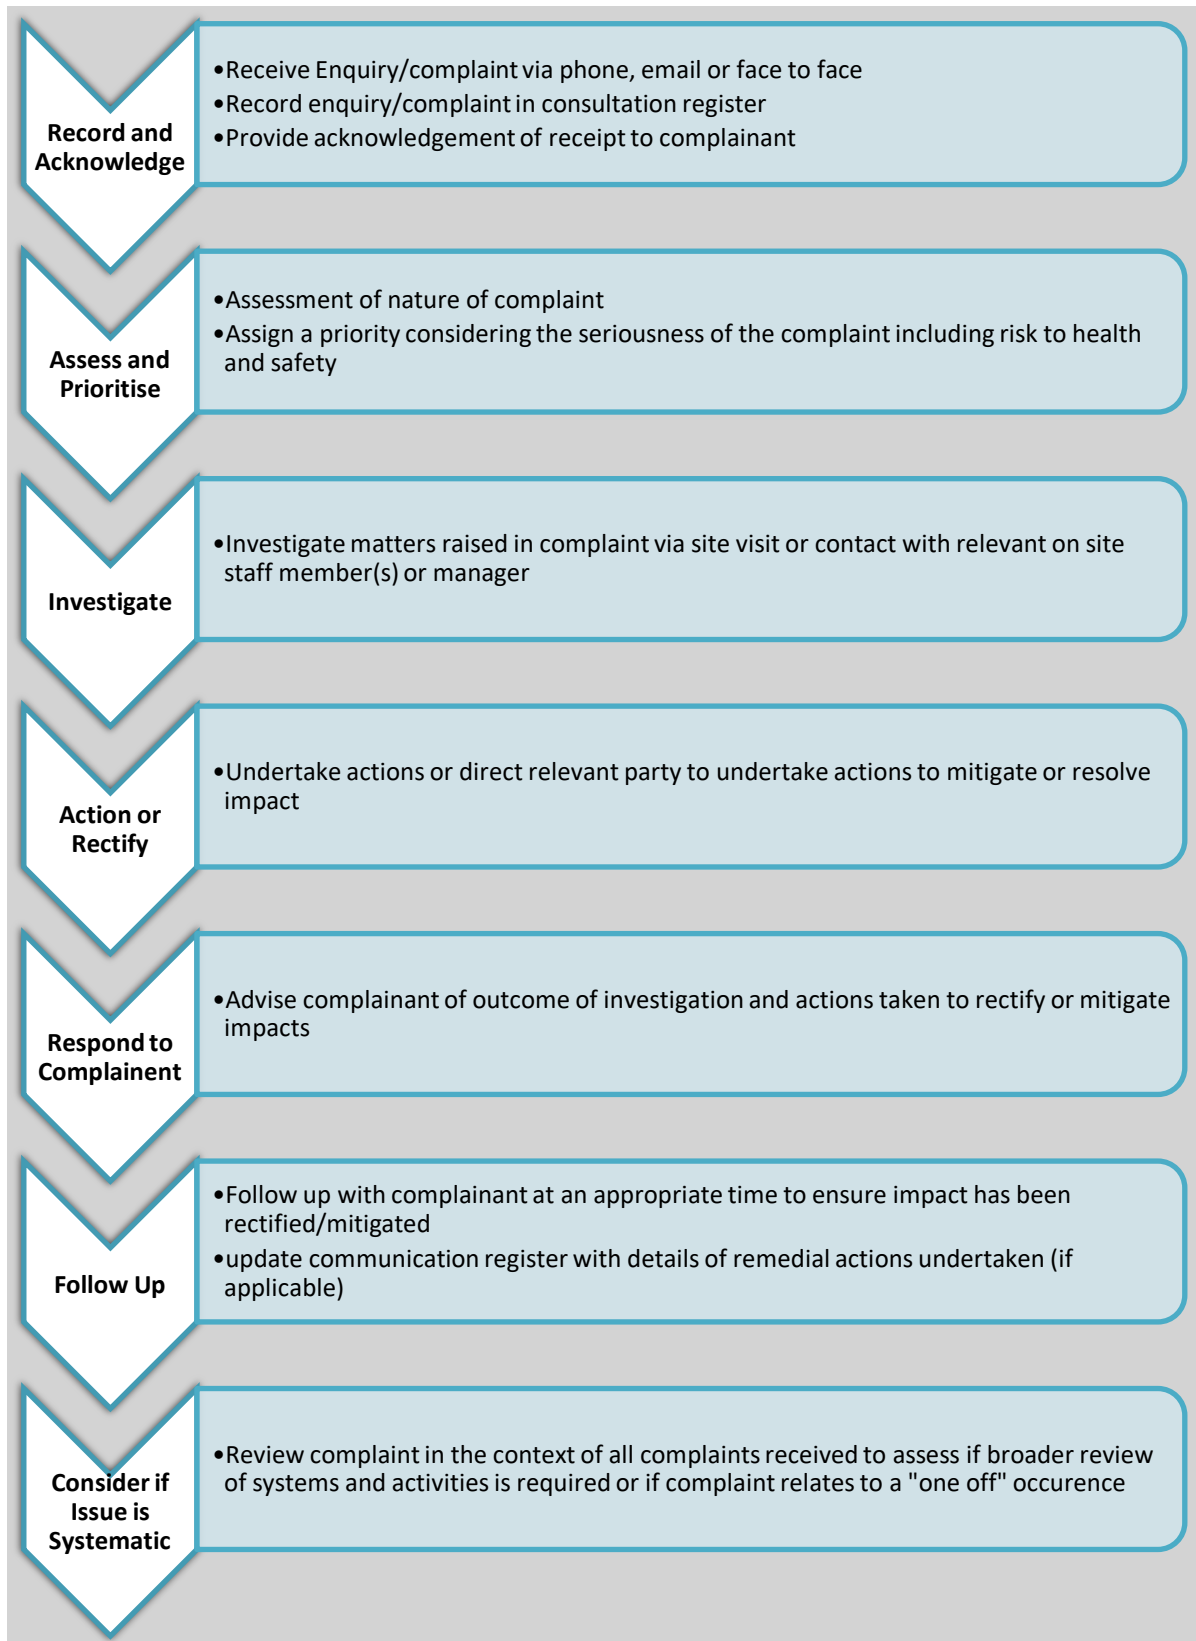 Record and
Acknowledge
•Receive Enquiry/complaint via phone, email or face to face
•Record enquiry/complaint in consultation register
•Provide acknowledgement of receipt to complainant
Assess and
Prioritise
•Assessment of nature of complaint
•Assign a priority considering the seriousness of the complaint including risk to health
and safety
Investigate
•Investigate matters raised in complaint via site visit or contact with relevant on site
staff member(s) or manager
Action or
Rectify
•Undertake actions or direct relevant party to undertake actions to mitigate or resolve
impact
Respond to
Complainent
•Advise complainant of outcome of investigation and actions taken to rectify or mitigate
impacts
Follow Up
•Follow up with complainant at an appropriate time to ensure impact has been
rectified/mitigated
•update communication register with details of remedial actions undertaken (if
applicable)
Consider if
Issue is
Systematic
•Review complaint in the context of all complaints received to assess if broader review
of systems and activities is required or if complaint relates to a "one off" occurence